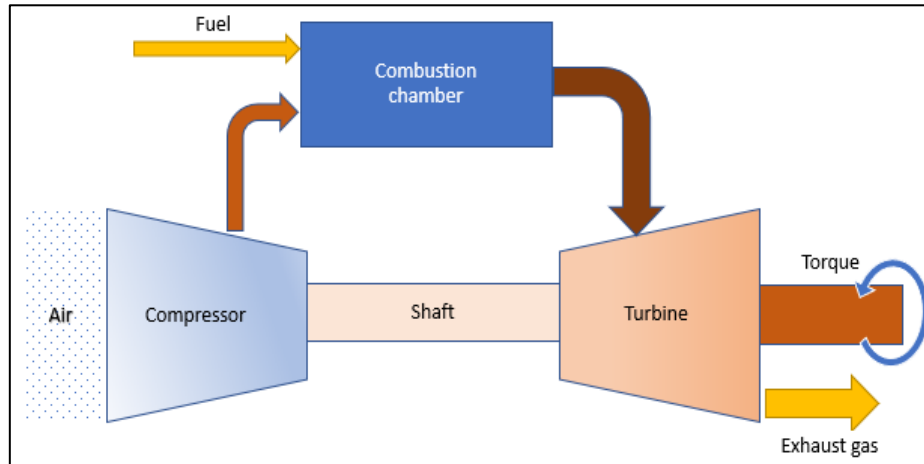 Fuel
Combustion
chamber
Torque
Air
Compressor
Shaft
Turbine
Exhaust gas